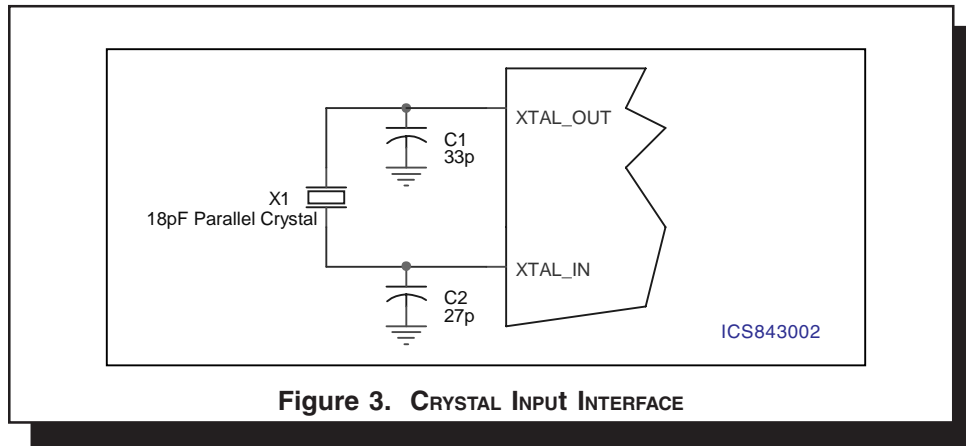 XTAL_OUT
C1
33p
X1
18pF Parallel Crystal
XTAL_IN
C2
27p
ICS843002
Figure 3. CRYSTAL INPUt INTERFACE